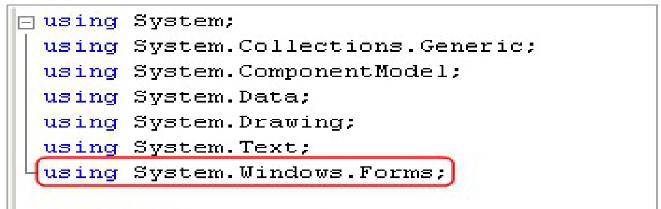 using System;
using System.Collections.Generic;
using System.ComponentModel;
using System.Data;
using System.Drawing;
using System.Text;
using System.Windows.Forms;